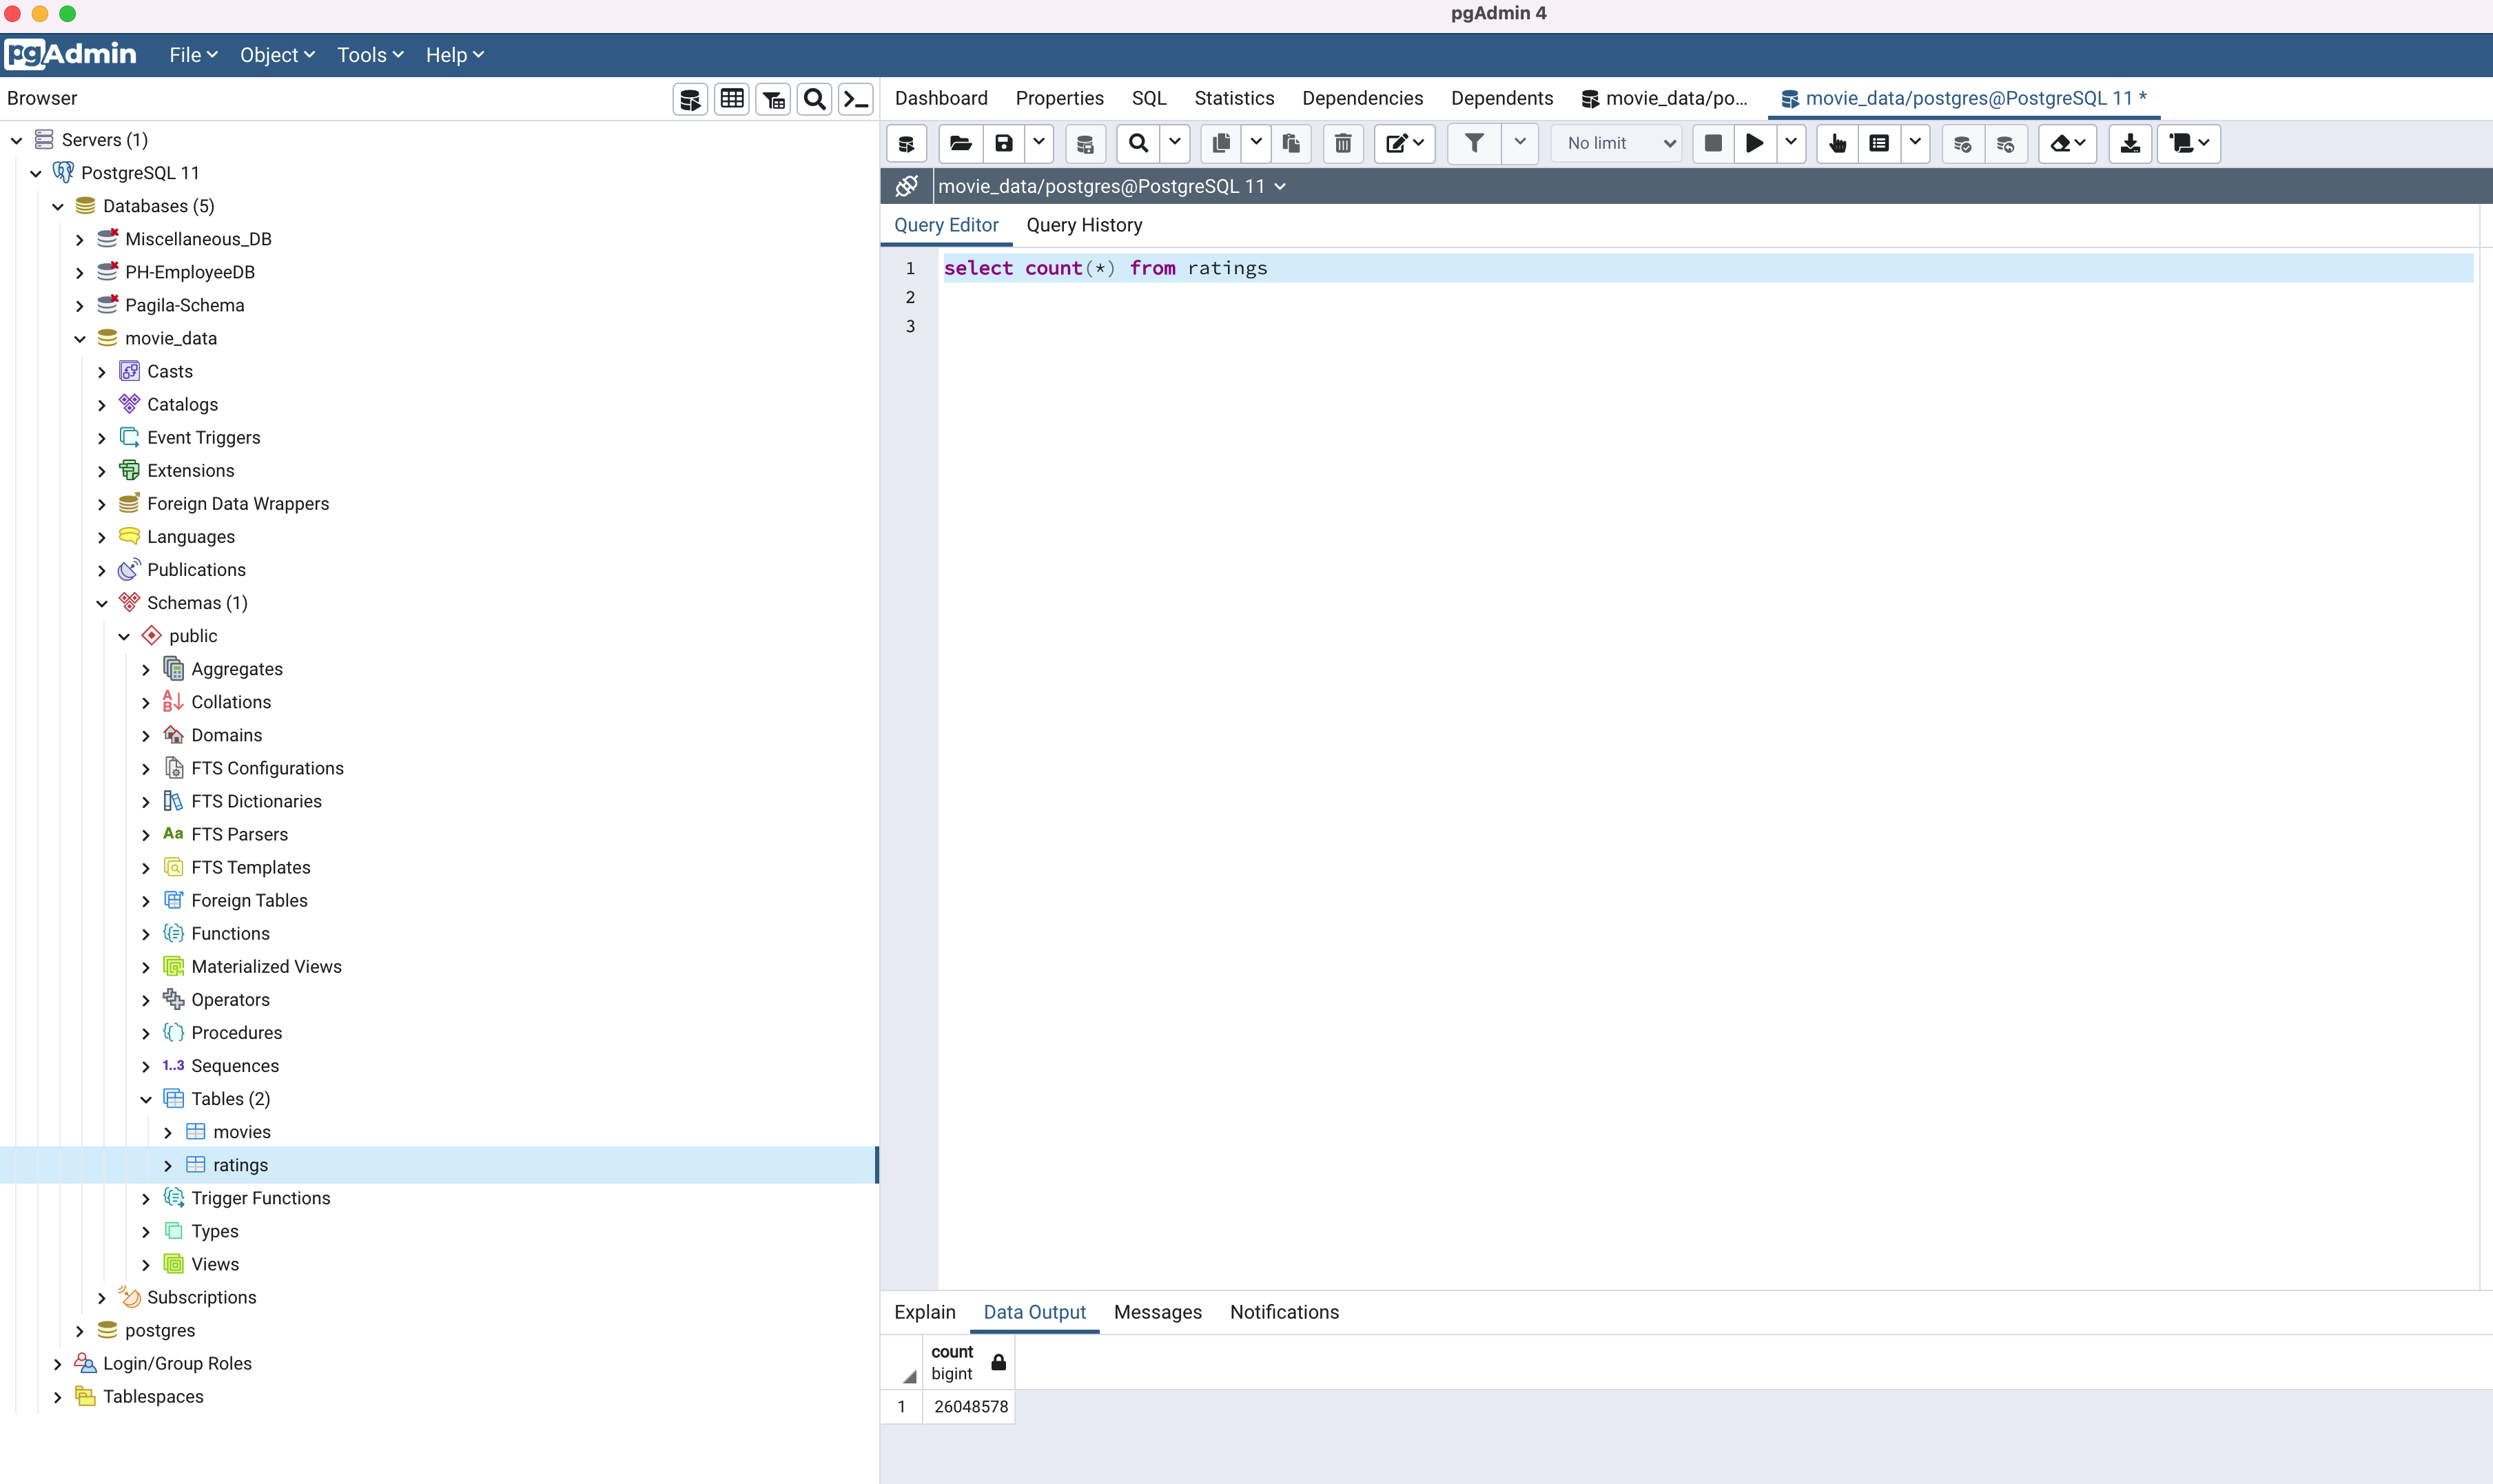 pgAdmin 4
pgAdmin File Object Tools Help
Browser
Dashboard Properties SQL Statistics Dependencies Dependents movie_data/po... movie_data/postgres@PostgreSQL 11 *
No limit
movie_data/postgres@PostgreSQL 11
Query Editor Query History
1 select count(*) from ratings
2
3
Servers (1)
PostgreSQL 11
Databases (5)
Miscellaneous_DB
PH-EmployeeDB
Pagila-Schema
movie_data
Casts
Catalogs
Event Triggers
Extensions
Foreign Data Wrappers
Languages
Publications
Schemas (1)
public
Aggregates
Collations
Domains
FTS Configurations
FTS Dictionaries
Aa FTS Parsers
FTS Templates
Foreign Tables
Functions
Materialized Views
Operators
Procedures
1..3 Sequences
Tables (2)
movies
ratings
Trigger Functions
Types
Views
Subscriptions
postgres
Login/Group Roles
Tablespaces
Explain Data Output Messages Notifications
count
bigint
1 26048578